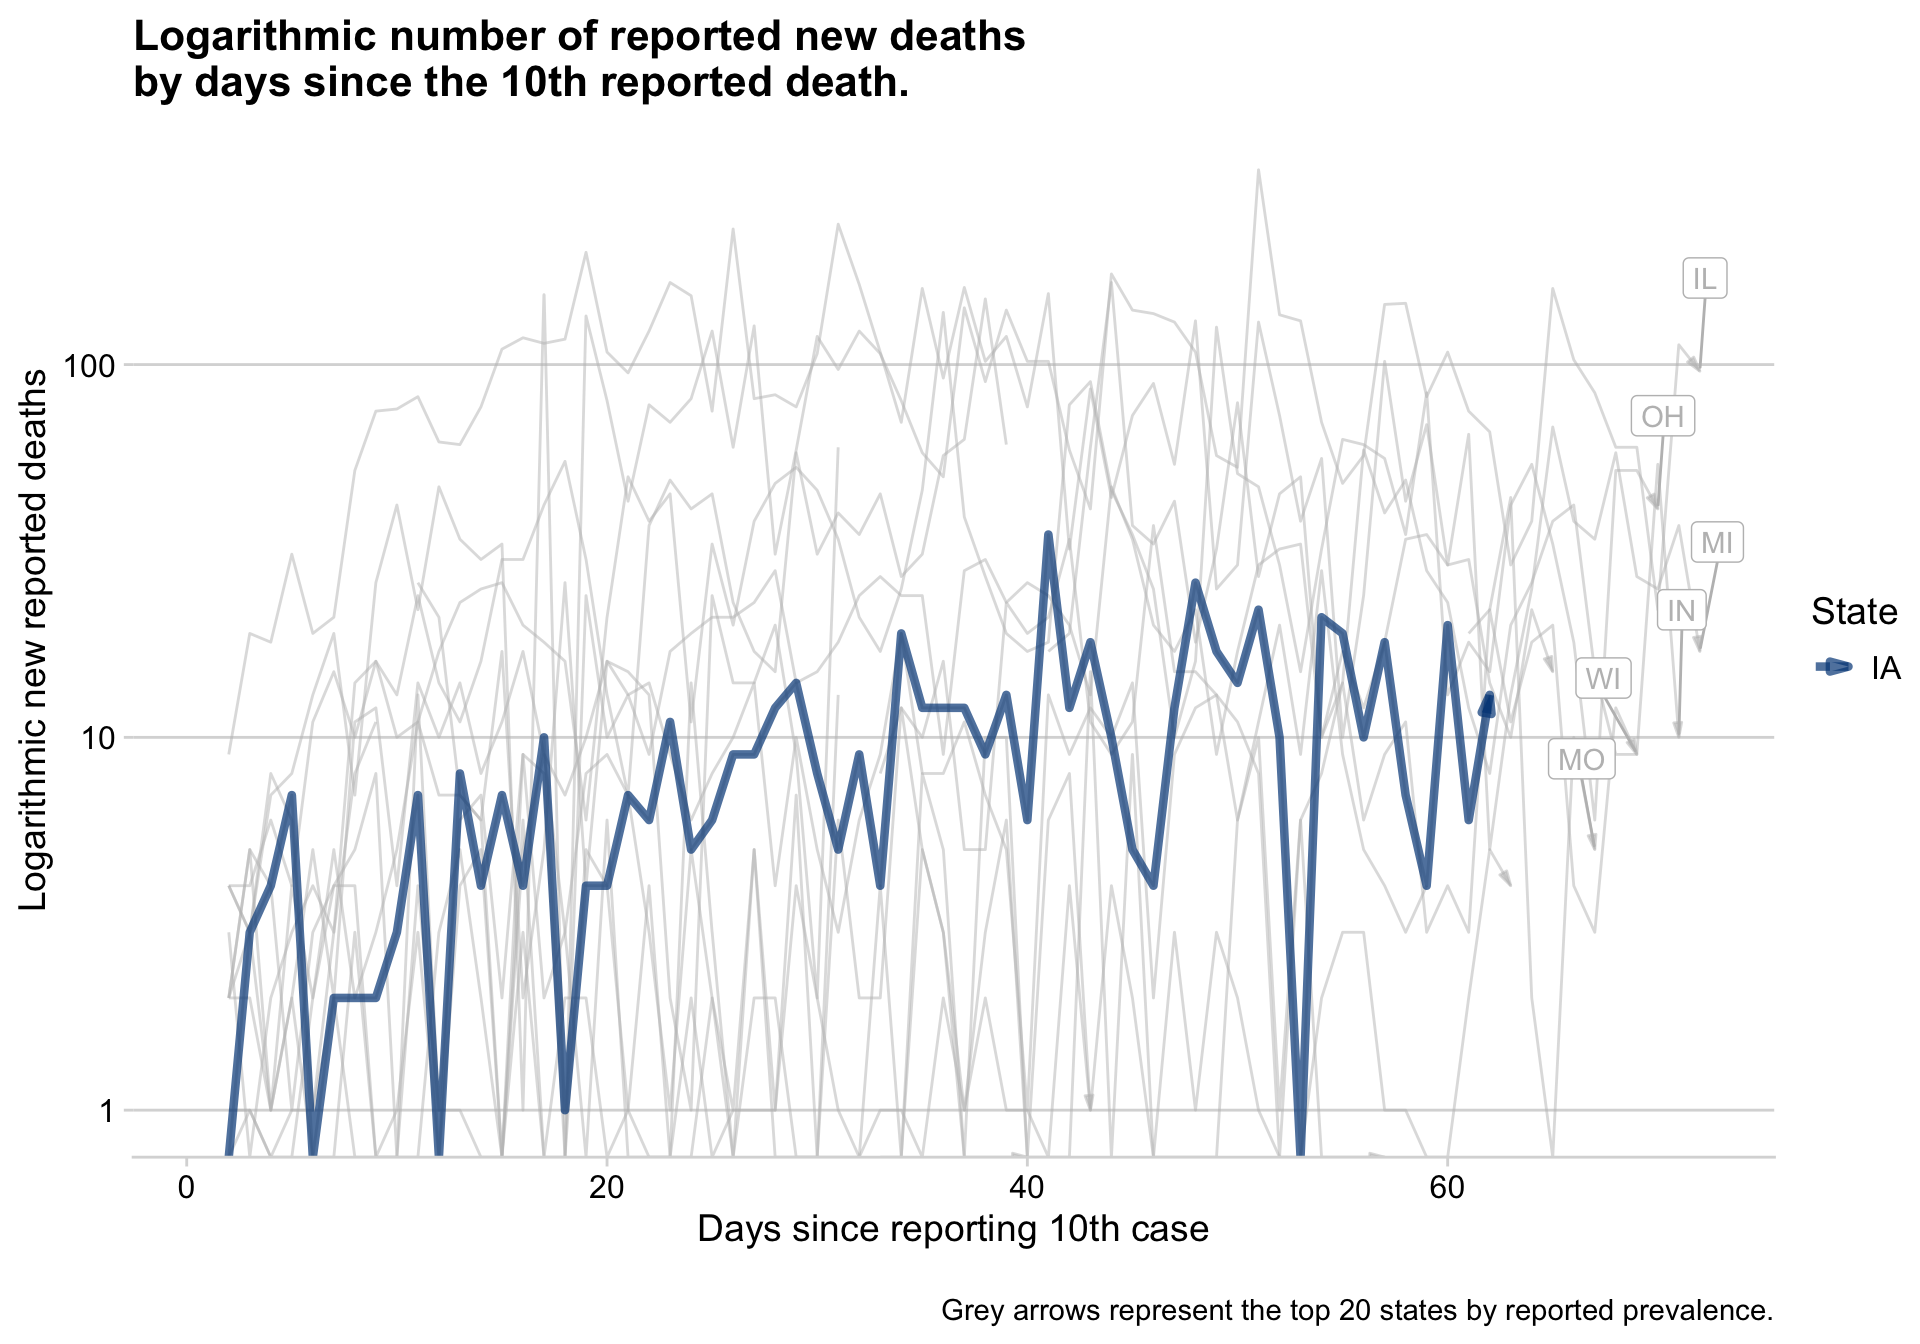 Logarithmic number of reported new deaths
by days since the 10th reported death.
Logarithmic new reported deaths
100
10
1
IL
OH
MI
IN
WI
MO
State
IA
0 20 40 60
Days since reporting 10th case
Grey arrows represent the top 20 states by reported prevalence.